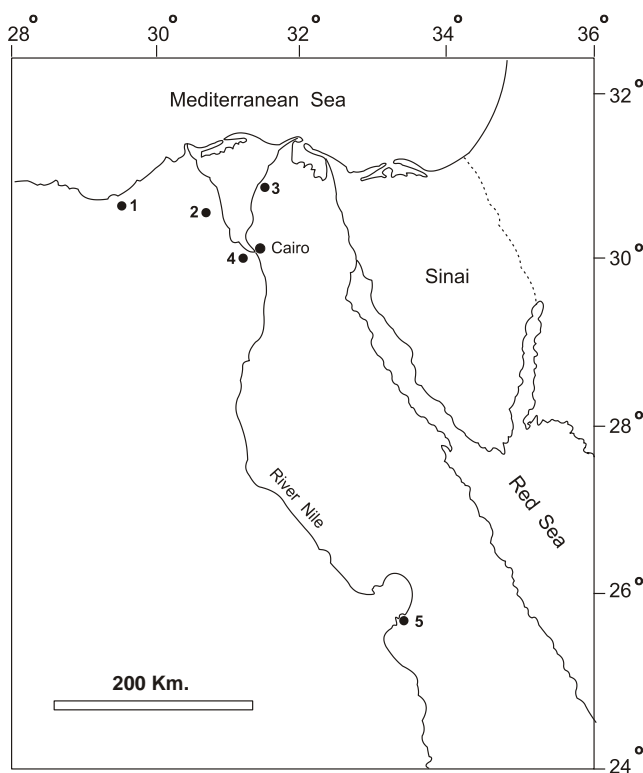 28° 30° 32° 34° 36°
32°
Mediterranean Sea
3
1
2
Cairo
4
30°
Sinai
28°
River Nile
Red Sea
26°
5
200 Km.
24°